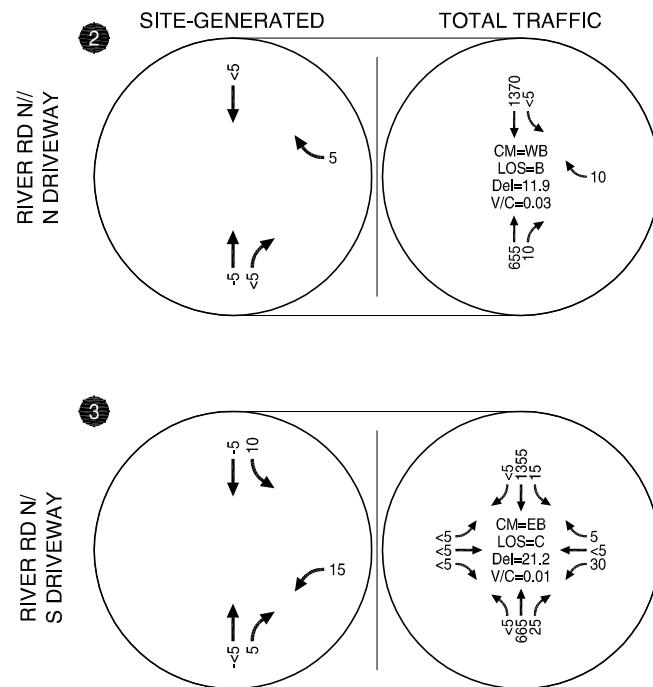 SITE-GENERATED
TOTAL TRAFFIC
2
RIVER RD N//
N DRIVEWAY
<5
5
-5
<5
1370
<5
CM=WB
LOS=B
Del=11.9
V/C=0.03
10
655
10
3
RIVER RD N/
S DRIVEWAY
-5
10
15
-<5
5
<5
1355
15
<5
<5
<5
CM=EB
LOS=C
Del=21.2
V/C=0.01
5
<5
30
<5
665
25